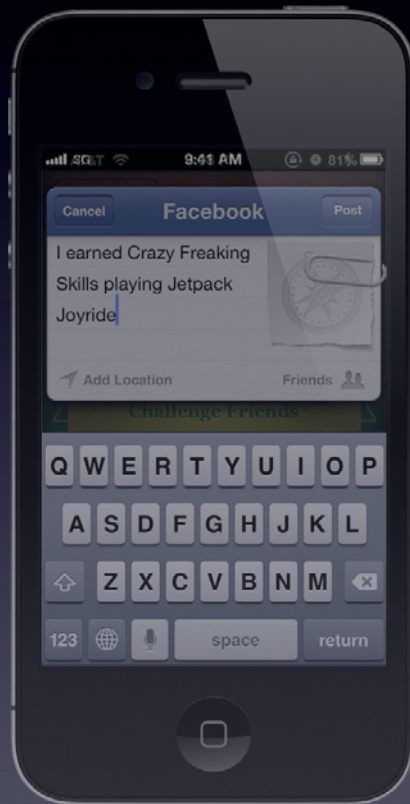 9:41 AM
81%
Cancel
Facebook
Post
I earned Crazy Freaking
Skills playing Jetpack
Joyride
Add Location
Friends
Challenge Friends
Q W E R T Y U I O P
A S D F G H J K L
Z X C V B N M
123
space
return